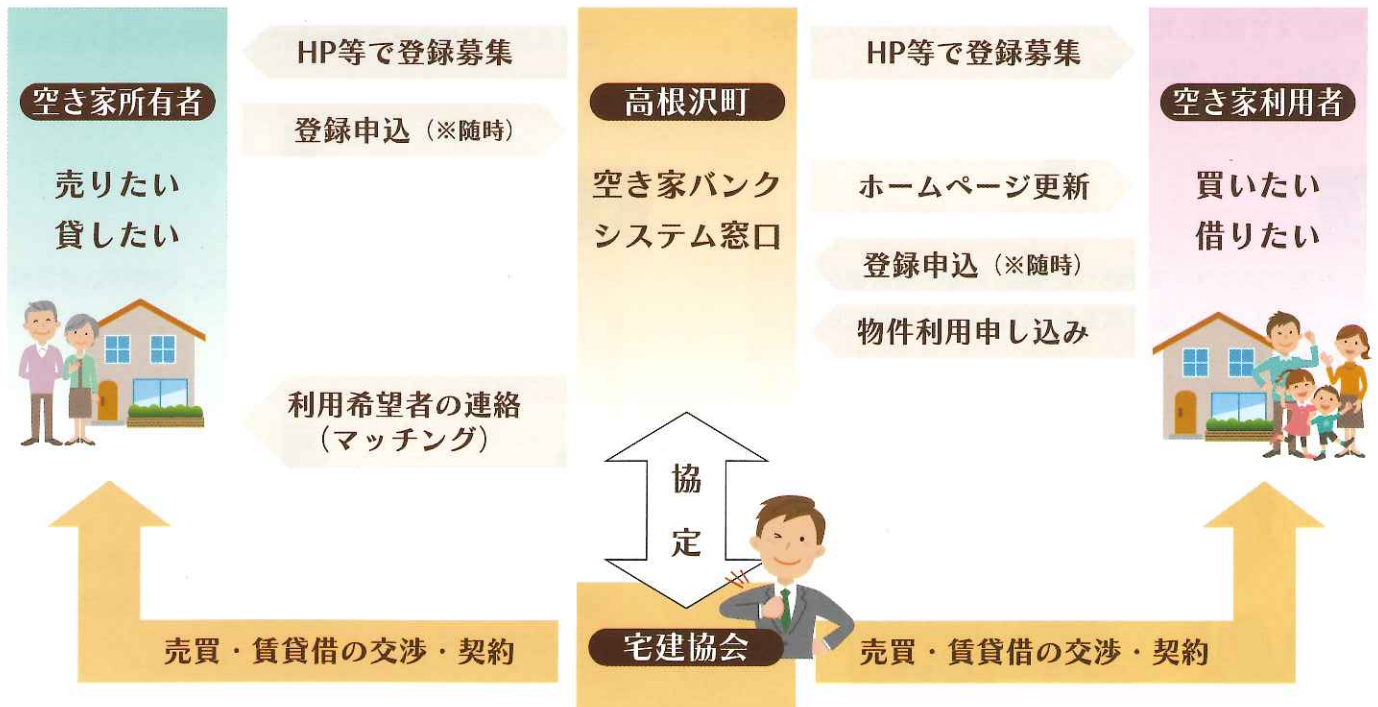 空き家所有者
売りたい
貸したい
HP等で登録募集
登録申込（※随時）
利用希望者の連絡
（マッチング）
高根沢町
空き家バンク
システム窓口
HP等で登録募集
ホームページ更新
登録申込（※随時）
物件利用申し込み
空き家利用者
買いたい
借りたい
協
定
売買・賃貸借の交渉・契約
宅建協会
売買・賃貸借の交渉・契約